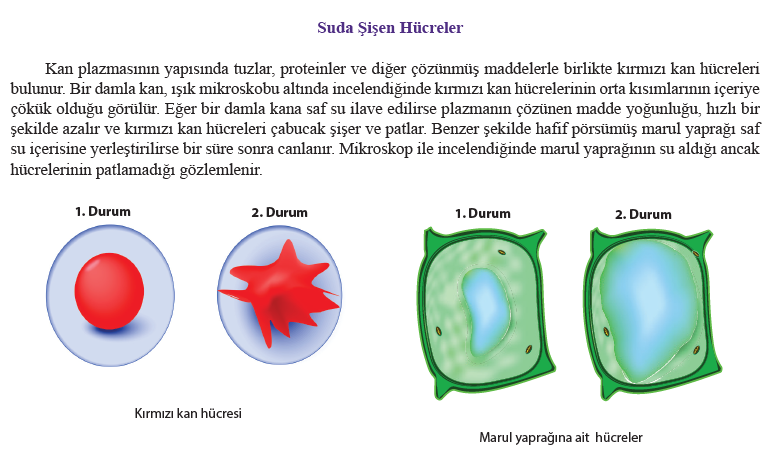 Suda Şişen Hücreler
Kan plazmasının yapısında tuzlar, proteinler ve diğer çözünmüş maddelerle birlikte kırmızı kan hücreleri
bulunur. Bir damla kan, ışık mikroskobu altında incelendiğinde kırmızı kan hücrelerinin orta kısımlarının içeriye
çökük olduğu görülür. Eğer bir damla kana saf su ilave edilirse plazmanın çözünen madde yoğunluğu, hızlı bir
şekilde azalır ve kırmızı kan hücreleri çabucak şişer ve patlar. Benzer şekilde hafif pörsümüş marul yaprağı saf
su içerisine yerleştirilirse bir süre sonra canlanır. Mikroskop ile incelendiğinde marul yaprağının su aldığı ancak
hücrelerinin patlamadığı gözlemlenir.
1. Durum
2. Durum
1. Durum
2. Durum
Kırmızı kan hücresi
Marul yaprağına ait hücreler